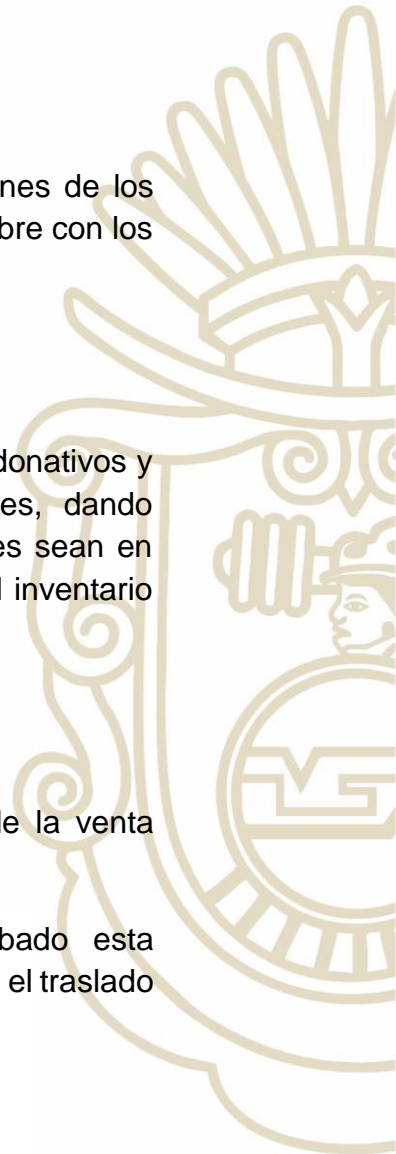 nes de los
bre con los
donativos y
es, dando
es sean en
l inventario
de la venta
bado esta
el traslado